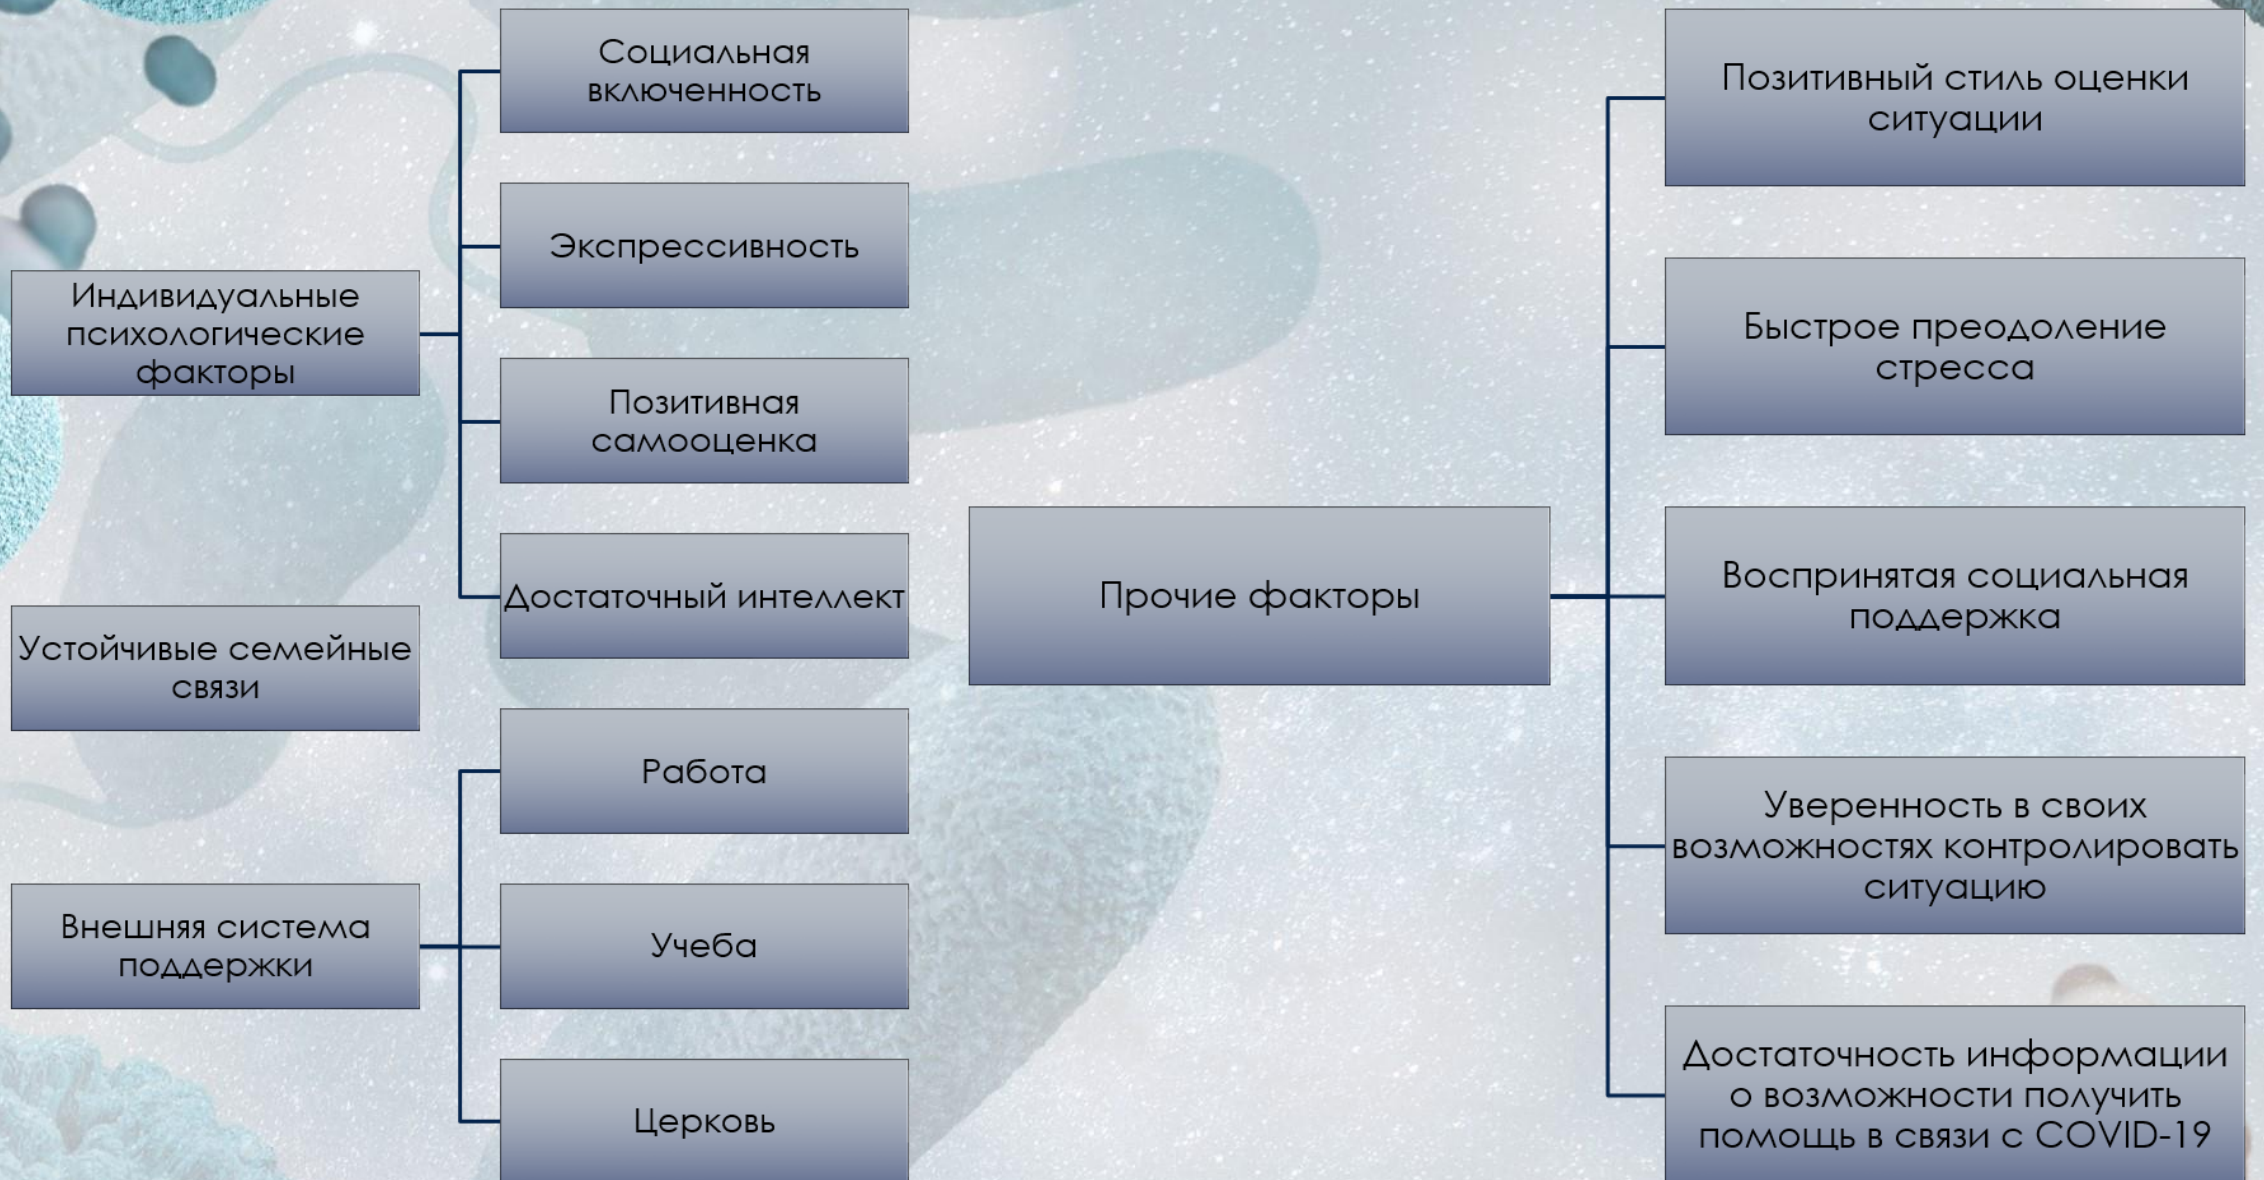 Индивидуальные
психологические
факторы
Социальная
включенность
Экспрессивность
Позитивная
самооценка
Достаточный интеллект
Устойчивые семейные
связи
Внешняя система
поддержки
Работа
Учеба
Церковь
Прочие факторы
Позитивный стиль оценки
ситуации
Быстрое преодоление
стресса
Воспринятая социальная
поддержка
Уверенность в своих
возможностях контролировать
ситуацию
Достаточность информации
о возможности получить
помощь в связи с COVID-19